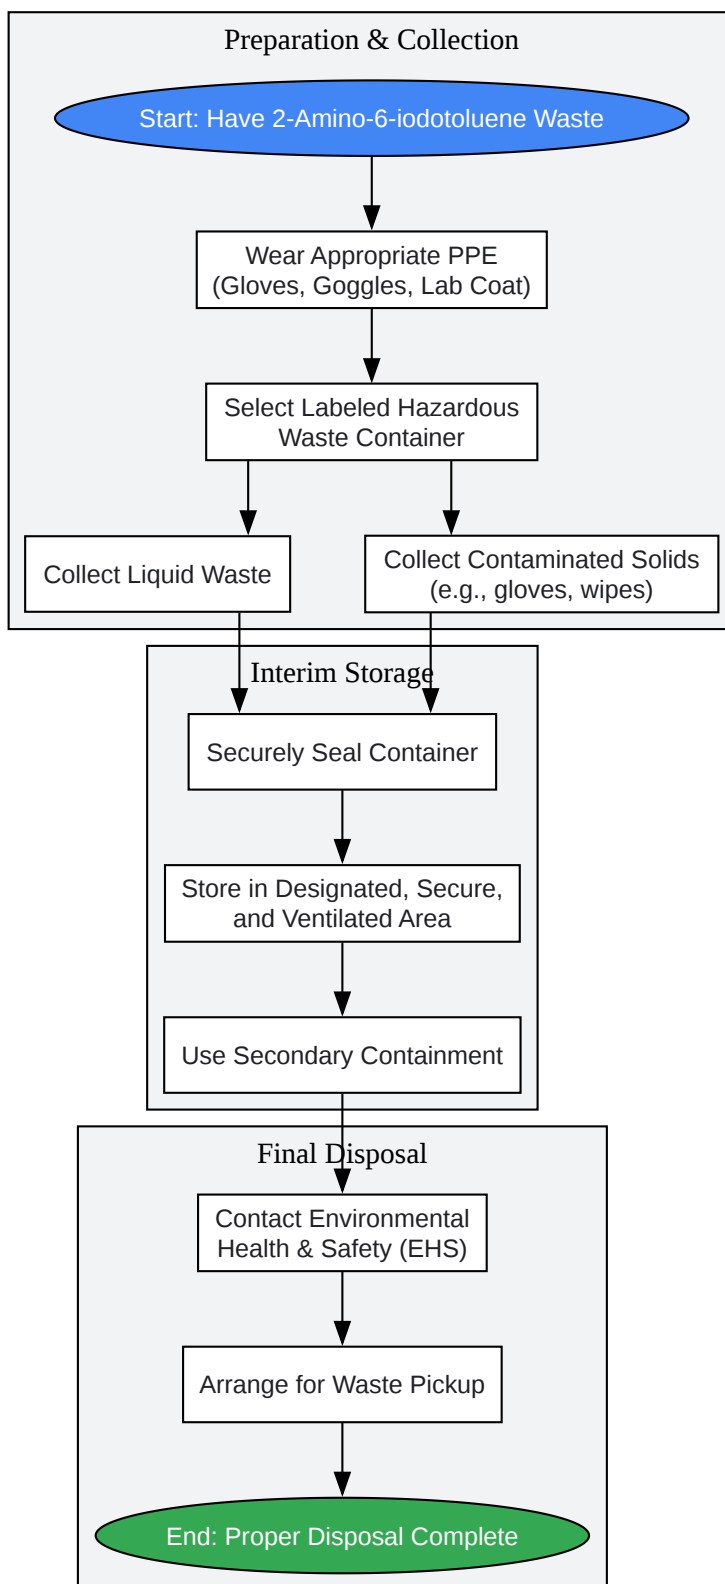 Preparation & Collection
Start: Have 2-Amino-6-iodotoluene Waste
Wear Appropriate PPE
(Gloves, Goggles, Lab Coat)
Select Labeled Hazardous
Waste Container
Collect Liquid Waste
Collect Contaminated Solids
(e.g., gloves, wipes)
Interim Storage
Securely Seal Container
Store in Designated, Secure,
and Ventilated Area
Use Secondary Containment
Final Disposal
Contact Environmental
Health & Safety (EHS)
Arrange for Waste Pickup
End: Proper Disposal Complete